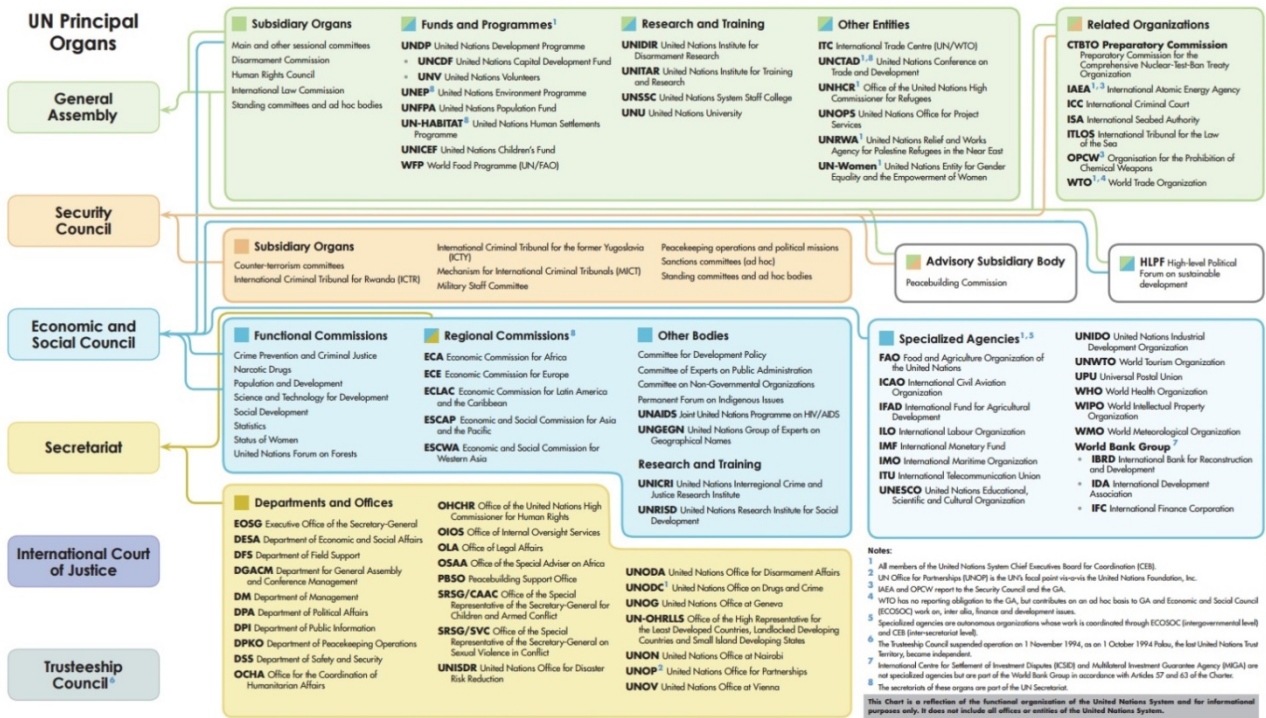 UN Principal
Organs
General
Assembly
Security
Council
Economic and
Social Council
Secretariat
International Court
of Justice
Trusteeship
Council6
Subsidiary Organs
Main and other sessional committees
Disarmament Commission
Human Rights Council
International Law Commission
Standing committees and ad hoc bodies
Funds and Programmes1
UNDP United Nations Development Programme
• UNCDF United Nations Capital Development Fund
• UNV United Nations Volunteers
UNEP8 United Nations Environment Programme
UNFPA United Nations Population Fund
UN-HABITAT8 United Nations Human Settlements
Programme
UNICEF United Nations Children's Fund
WFP World Food Programme (UN/FAO)
Research and Training
UNIDIR United Nations Institute for
Disarmament Research
UNITAR United Nations Institute for Training
and Research
UNSSC United Nations System Staff College
UNU United Nations University
Other Entities
ITC International Trade Centre (UN/WTO)
UNCTAD1,8 United Nations Conference on
Trade and Development
UNHCR1 Office of the United Nations High
Commissioner for Refugees
UNOPS United Nations Office for Project
Services
UNRWA1 United Nations Relief and Works
Agency for Palestine Refugees in the Near East
UN-Women1 United Nations Entity for Gender
Equality and the Empowerment of Women
Related Organizations
CTBTO Preparatory Commission
Preparatory Commission for the
Comprehensive Nuclear-Test-Ban Treaty
Organization
IAEA1,3 International Atomic Energy Agency
ICC International Criminal Court
ISA International Seabed Authority
ITLOS International Tribunal for the Law
of the Sea
OPCW3 Organisation for the Prohibition of
Chemical Weapons
WTO1,4 World Trade Organization
Subsidiary Organs
Counter-terrorism committees
International Criminal Tribunal for Rwanda (ICTR)
International Criminal Tribunal for the former Yugoslavia
(ICTY)
Mechanism for International Criminal Tribunals (MICT)
Military Staff Committee
Peacekeeping operations and political missions
Sanctions committees (ad hoc)
Standing committees and ad hoc bodies
Advisory Subsidiary Body
Peacebuilding Commission
HLPF High-level Political
Forum on sustainable
development
Functional Commissions
Crime Prevention and Criminal Justice
Narcotic Drugs
Population and Development
Science and Technology for Development
Social Development
Statistics
Status of Women
United Nations Forum on Forests
Regional Commissions8
ECA Economic Commission for Africa
ECE Economic Commission for Europe
ECLAC Economic Commission for Latin America
and the Caribbean
ESCAP Economic and Social Commission for Asia
and the Pacific
ESCWA Economic and Social Commission for
Western Asia
Other Bodies
Committee for Development Policy
Committee of Experts on Public Administration
Committee on Non-Governmental Organizations
Permanent Forum on Indigenous Issues
UNAIDS Joint United Nations Programme on HIV/AIDS
UNGEGN United Nations Group of Experts on
Geographical Names
Research and Training
UNICRI United Nations Interregional Crime and
Justice Research Institute
UNRISD United Nations Research Institute for Social
Development
Specialized Agencies1,5
FAO Food and Agriculture Organization of
the United Nations
ICAO International Civil Aviation
Organization
IFAD International Fund for Agricultural
Development
ILO International Labour Organization
IMF International Monetary Fund
IMO International Maritime Organization
ITU International Telecommunication Union
UNESCO United Nations Educational,
Scientific and Cultural Organization
UNIDO United Nations Industrial
Development Organization
UNWTO World Tourism Organization
UPU Universal Postal Union
WHO World Health Organization
WIPO World Intellectual Property
Organization
WMO World Meteorological Organization
World Bank Group7
• IBRD International Bank for Reconstruction
and Development
• IDA International Development
Association
• IFC International Finance Corporation
Departments and Offices
EOSG Executive Office of the Secretary-General
DESA Department of Economic and Social Affairs
DFS Department of Field Support
DGACM Department for General Assembly
and Conference Management
DM Department of Management
DPA Department of Political Affairs
DPI Department of Public Information
DPKO Department of Peacekeeping Operations
DSS Department of Safety and Security
OCHA Office for the Coordination of
Humanitarian Affairs
OHCHR Office of the United Nations High
Commissioner for Human Rights
OIOS Office of Internal Oversight Services
OLA Office of Legal Affairs
OSAA Office of the Special Adviser on Africa
PBSO Peacebuilding Support Office
SRSG/CAAC Office of the Special
Representative of the Secretary-General for
Children and Armed Conflict
SRSG/SVC Office of the Special
Representative of the Secretary-General on
Sexual Violence in Conflict
UNISDR United Nations Office for Disaster
Risk Reduction
UNODA United Nations Office for Disarmament Affairs
UNODC1 United Nations Office on Drugs and Crime
UNOG United Nations Office at Geneva
UN-OHRLLS Office of the High Representative for
the Least Developed Countries, Landlocked Developing
Countries and Small Island Developing States
UNON United Nations Office at Nairobi
UNOP2 United Nations Office for Partnerships
UNOV United Nations Office at Vienna
Notes:
1 All members of the United Nations System Chief Executives Board for Coordination (CEB).
2 UN Office for Partnerships (UNOP) is the UN's focal point vis-a-vis the United Nations Foundation, Inc.
3 IAEA and OPCW report to the Security Council and the GA.
4 WTO has no reporting obligation to the GA, but contributes on an ad hoc basis to GA and Economic and Social Council
(ECOSOC) work on, inter alia, finance and development issues.
5 Specialized agencies are autonomous organizations whose work is coordinated through ECOSOC (intergovernmental level)
and CEB (inter-secretariat level).
6 The Trusteeship Council suspended operation on 1 November 1994, as on 1 October 1994 Palau, the last United Nations Trust
Territory, became independent.
7 International Centre for Settlement of Investment Disputes (ICSID) and Multilateral Investment Guarantee Agency (MIGA) are
not specialized agencies but are part of the World Bank Group in accordance with Articles 57 and 63 of the Charter.
8 The secretariats of these organs are part of the UN Secretariat.
This Chart is a reflection of the functional organization of the United Nations System and for informational
purposes only. It does not include all offices or entities of the United Nations System.